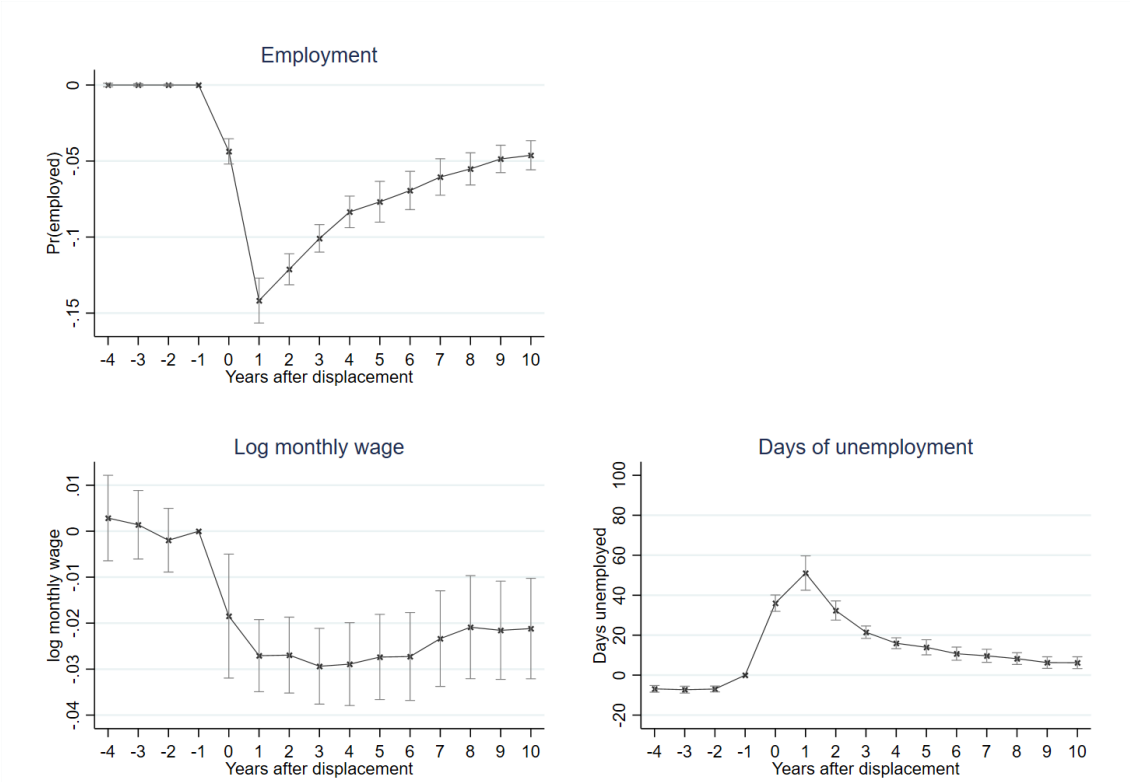 Employment
Pr(employed)
0
-.05
-.1
-.15
-4 -3 -2 -1 0 1 2 3 4 5 6 7 8 9 10
Years after displacement
Log monthly wage
log monthly wage
.01
0
-.01
-.02
-.03
-.04
-4 -3 -2 -1 0 1 2 3 4 5 6 7 8 9 10
Years after displacement
Days of unemployment
Days unemployed
100
80
60
40
20
0
-20
-4 -3 -2 -1 0 1 2 3 4 5 6 7 8 9 10
Years after displacement